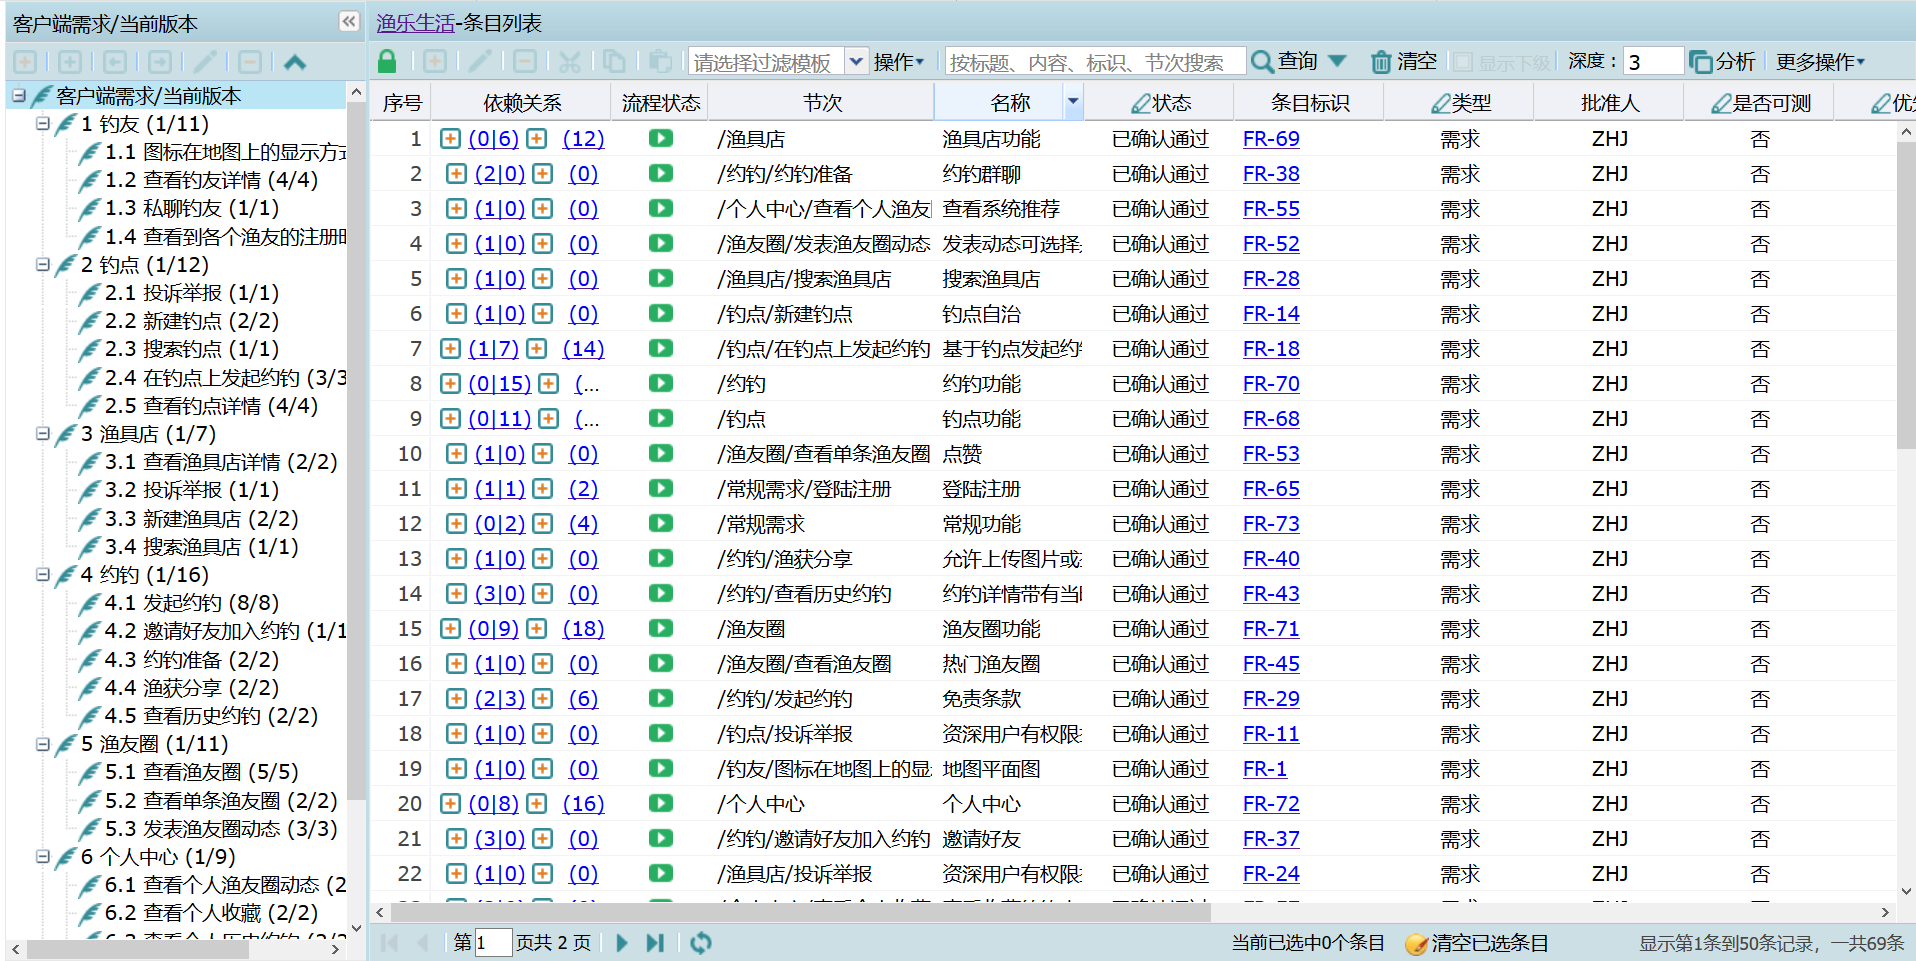 客户端需求/当前版本
客户端需求/当前版本
1 钓友 (1/11)
1.1 图标在地图上的显示方
1.2 查看钓友详情 (4/4)
1.3 私聊钓友 (1/1)
1.4 查看到各个渔友的注册
2 钓点 (1/12)
2.1 投诉举报 (1/1)
2.2 新建钓点 (2/2)
2.3 搜索钓点 (1/1)
2.4 在钓点上发起约钓 (3/3
2.5 查看钓点详情 (4/4)
3 渔具店 (1/7)
3.1 查看渔具店详情 (2/2)
3.2 投诉举报 (1/1)
3.3 新建渔具店 (2/2)
3.4 搜索渔具店 (1/1)
4 约钓 (1/16)
4.1 发起约钓 (8/8)
4.2 邀请好友加入约钓 (1/1
4.3 约钓准备 (2/2)
4.4 渔获分享 (2/2)
4.5 查看历史约钓 (2/2)
5 渔友圈 (1/11)
5.1 查看渔友圈 (5/5)
5.2 查看单条渔友圈 (2/2)
5.3 发表渔友圈动态 (3/3)
6 个人中心 (1/9)
6.1 查看个人渔友圈动态 (2
6.2 查看个人收藏 (2/2)
渔乐生活-条目列表
请选择过滤模板 操作 按标题、内容、标识、节次搜索 查询 清空 显示下级 深度： 3 分析 更多操作
序号 依赖关系 流程状态 节次 名称 状态 条目标识 类型 批准人 是否可测 优
1 (0|6) (12) /渔具店 渔具店功能 已确认通过 FR-69 需求 ZHJ 否
2 (2|0) (0) /约钓/约钓准备 约钓群聊 已确认通过 FR-38 需求 ZHJ 否
3 (1|0) (0) /个人中心/查看个人渔友 查看系统推荐 已确认通过 FR-55 需求 ZHJ 否
4 (1|0) (0) /渔友圈/发表渔友圈动态 发表动态可选择 已确认通过 FR-52 需求 ZHJ 否
5 (1|0) (0) /渔具店/搜索渔具店 搜索渔具店 已确认通过 FR-28 需求 ZHJ 否
6 (1|0) (0) /钓点/新建钓点 钓点自治 已确认通过 FR-14 需求 ZHJ 否
7 (1|7) (14) /钓点/在钓点上发起约钓 基于钓点发起约 已确认通过 FR-18 需求 ZHJ 否
8 (0|15) (... /约钓 约钓功能 已确认通过 FR-70 需求 ZHJ 否
9 (0|11) (... /钓点 钓点功能 已确认通过 FR-68 需求 ZHJ 否
10 (1|0) (0) /渔友圈/查看单条渔友圈 点赞 已确认通过 FR-53 需求 ZHJ 否
11 (1|1) (2) /常规需求/登陆注册 登陆注册 已确认通过 FR-65 需求 ZHJ 否
12 (0|2) (4) /常规需求 常规功能 已确认通过 FR-73 需求 ZHJ 否
13 (1|0) (0) /约钓/渔获分享 允许上传图片或 已确认通过 FR-40 需求 ZHJ 否
14 (3|0) (0) /约钓/查看历史约钓 约钓详情带有当 已确认通过 FR-43 需求 ZHJ 否
15 (0|9) (18) /渔友圈 渔友圈功能 已确认通过 FR-71 需求 ZHJ 否
16 (1|0) (0) /渔友圈/查看渔友圈 热门渔友圈 已确认通过 FR-45 需求 ZHJ 否
17 (2|3) (6) /约钓/发起约钓 免责条款 已确认通过 FR-29 需求 ZHJ 否
18 (1|0) (0) /钓点/投诉举报 资深用户有权限 已确认通过 FR-11 需求 ZHJ 否
19 (1|0) (0) /钓友/图标在地图上的显 地图平面图 已确认通过 FR-1 需求 ZHJ 否
20 (0|8) (16) /个人中心 个人中心 已确认通过 FR-72 需求 ZHJ 否
21 (3|0) (0) /约钓/邀请好友加入约钓 邀请好友 已确认通过 FR-37 需求 ZHJ 否
22 (1|0) (0) /渔具店/投诉举报 资深用户有权限 已确认通过 FR-24 需求 ZHJ 否
第 1 页共 2 页 当前已选中0个条目 清空已选条目 显示第1条到50条记录，一共69条